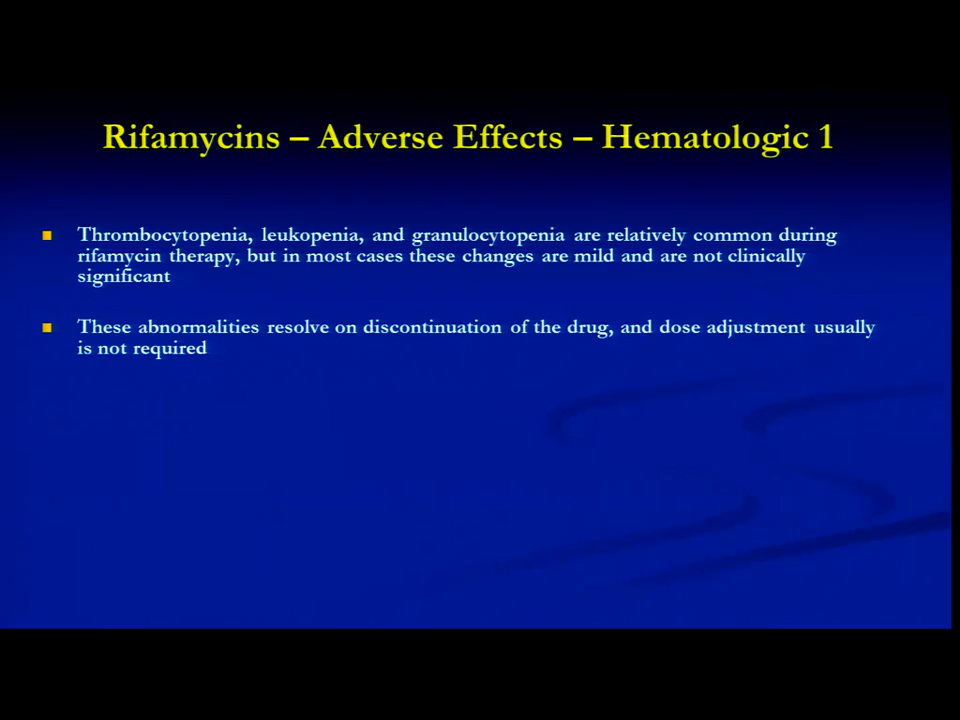 Rifamycins – Adverse Effects – Hematologic 1
Thrombocytopenia, leukopenia, and granulocytopenia are relatively common during
rifamycin therapy, but in most cases these changes are mild and are not clinically
significant
These abnormalities resolve on discontinuation of the drug, and dose adjustment usually
is not required